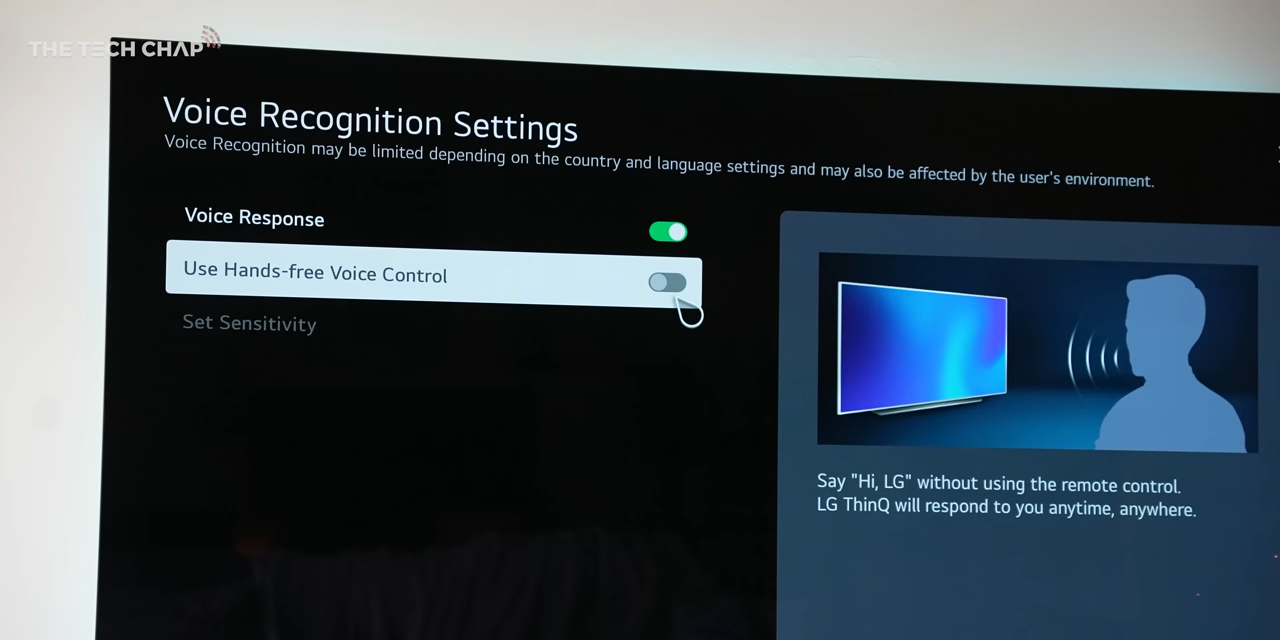 THE TECH CHAP
Voice Recognition Settings
Voice Recognition may be limited depending on the country and language settings and may also be affected by the user's environment.
Voice Response
Use Hands-free Voice Control
Set Sensitivity
Say "Hi, LG" without using the remote control.
LG ThinQ will respond to you anytime, anywhere.